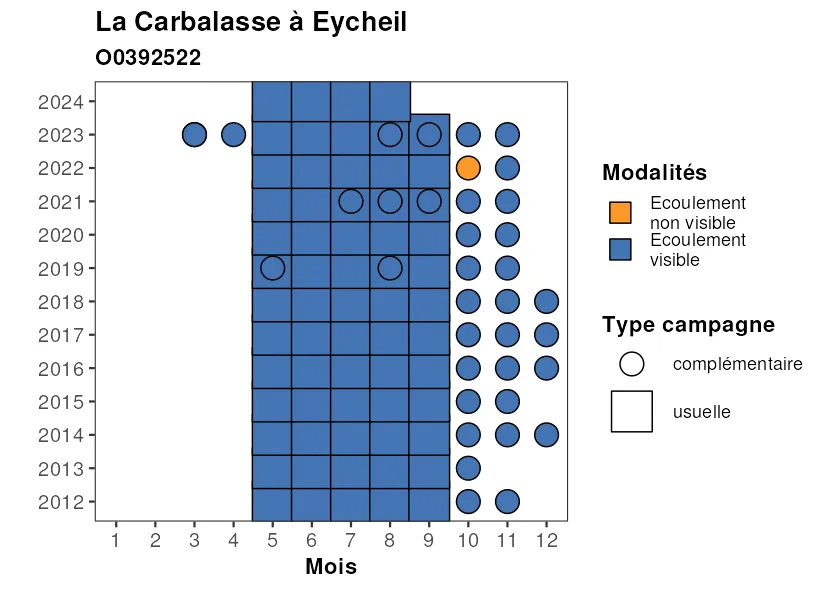 La Carbalasse à Eycheil
O0392522
2024
2023
2022
2021
2020
2019
2018
2017
2016
2015
2014
2013
2012
1 2 3 4 5 6 7 8 9 10 11 12
Mois
Modalités
Ecoulement
non visible
Ecoulement
visible
Type campagne
complémentaire
usuelle